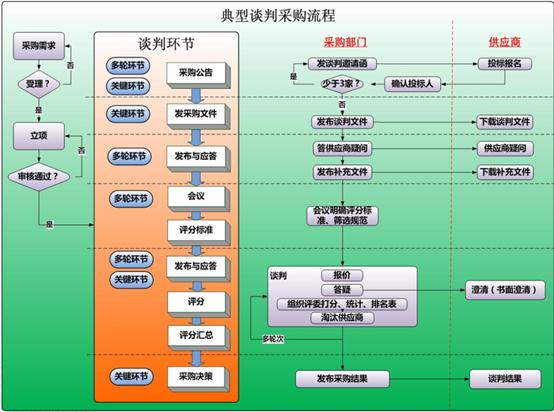 典型谈判采购流程
采购需求
否
受理？
是
立项
否
审核通过？
是
谈判环节
多轮环节
关键环节
采购公告
关键环节
发采购文件
多轮环节
发布与应答
多轮环节
会议
评分标准
多轮环节
关键环节
发布与应答
评分
评分汇总
关键环节
采购决策
采购部门
供应商
发谈判邀请函
投标报名
是
少于3家？
确认投标人
否
发布谈判文件
下载谈判文件
答供应商疑问
供应商疑问
发布补充文件
下载补充文件
会议明确评分标
准、筛选规范
谈判
报价
答疑
澄清（书面澄清）
组织评委打分、统计、排名表
淘汰供应商
多轮次
发布采购结果
谈判结果